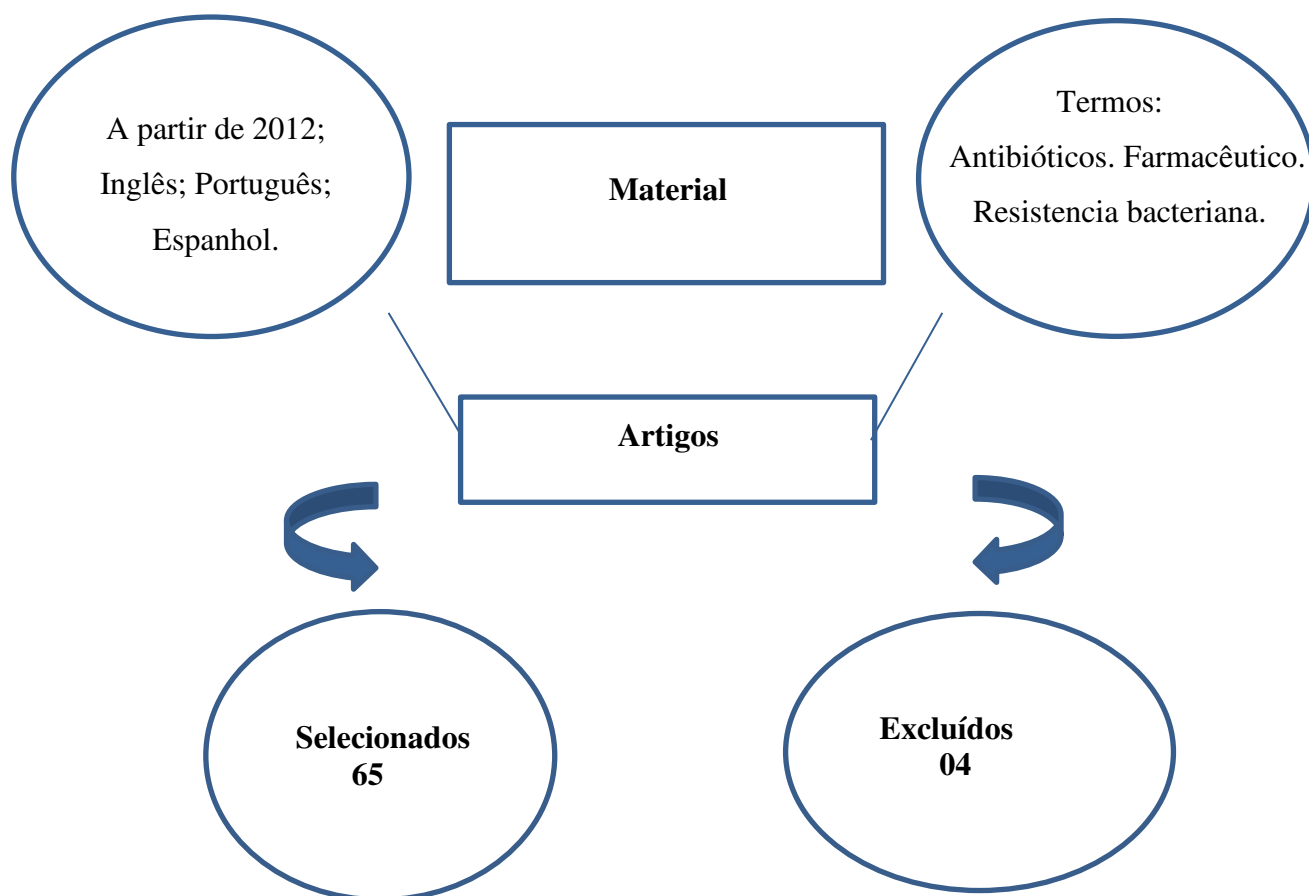 A partir de 2012;
Inglês; Português;
Espanhol.
Material
Termos:
Antibióticos. Farmacêutico.
Resistencia bacteriana.
Artigos
Selecionados
65
Excluídos
04